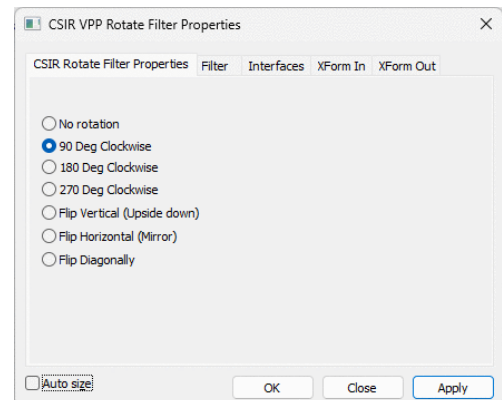 CSIR VPP Rotate Filter Properties
CSIR Rotate Filter Properties Filter Interfaces XForm In XForm Out
No rotation
90 Deg Clockwise
180 Deg Clockwise
270 Deg Clockwise
Flip Vertical (Upside down)
Flip Horizontal (Mirror)
Flip Diagonally
Auto size OK Close Apply